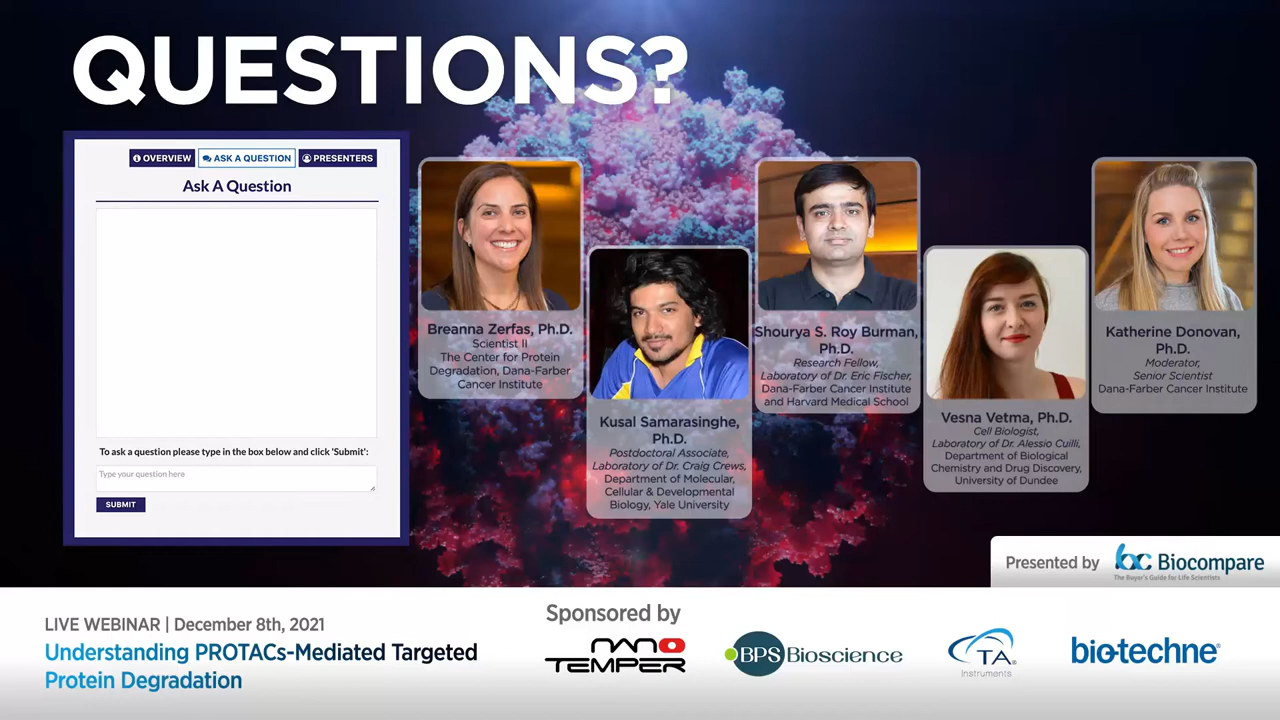 QUESTIONS?
OVERVIEW
ASK A QUESTION
PRESENTERS
Ask A Question
To ask a question please type in the box below and click 'Submit':
Type your question here
SUBMIT
Breanna Zerfas, Ph.D.
Scientist II
The Center for Protein
Degradation, Dana-Farber
Cancer Institute
Kusal Samarasinghe,
Ph.D.
Postdoctoral Associate,
Laboratory of Dr. Craig Crews,
Department of Molecular,
Cellular & Developmental
Biology, Yale University
Shourya S. Roy Burman,
Ph.D.
Research Fellow,
Laboratory of Dr. Eric Fischer,
Dana-Farber Cancer Institute
and Harvard Medical School
Vesna Vetma, Ph.D.
Cell Biologist,
Laboratory of Dr. Alessio Cuilli,
Department of Biological
Chemistry and Drug Discovery,
University of Dundee
Katherine Donovan,
Ph.D.
Moderator,
Senior Scientist
Dana-Farber Cancer Institute
Presented by
bc Biocompare
The Buyer's Guide for Life Scientists
LIVE WEBINAR | December 8th, 2021
Understanding PROTACs-Mediated Targeted
Protein Degradation
Sponsored by
NANO
TEMPER
BPS Bioscience
TA
Instruments
bio-techne®